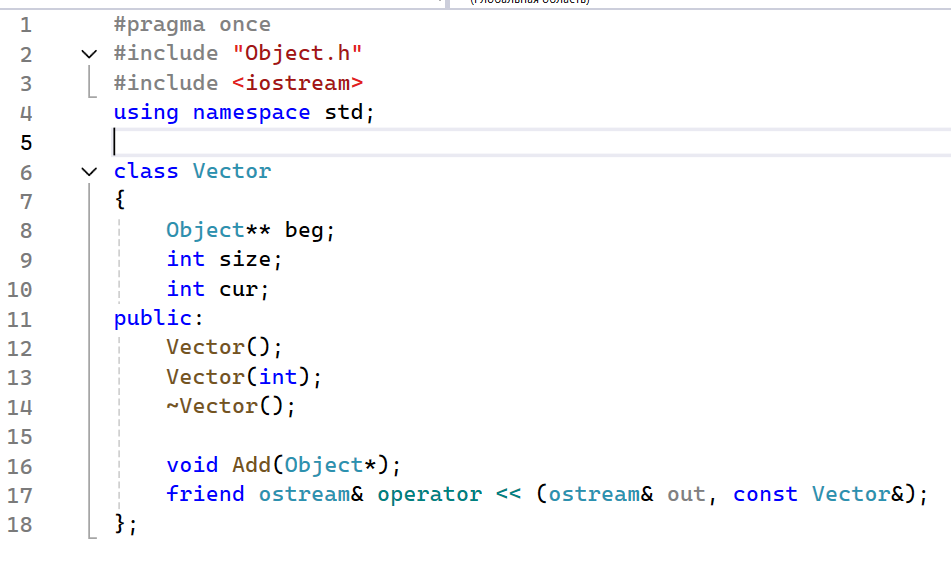 (Глобальная область)
1 #pragma once
2 #include "Object.h"
3 #include <iostream>
4 using namespace std;
5
6 class Vector
7 {
8 Object** beg;
9 int size;
10 int cur;
11 public:
12 Vector();
13 Vector(int);
14 ~Vector();
15
16 void Add(Object*);
17 friend ostream& operator << (ostream& out, const Vector&);
18 };